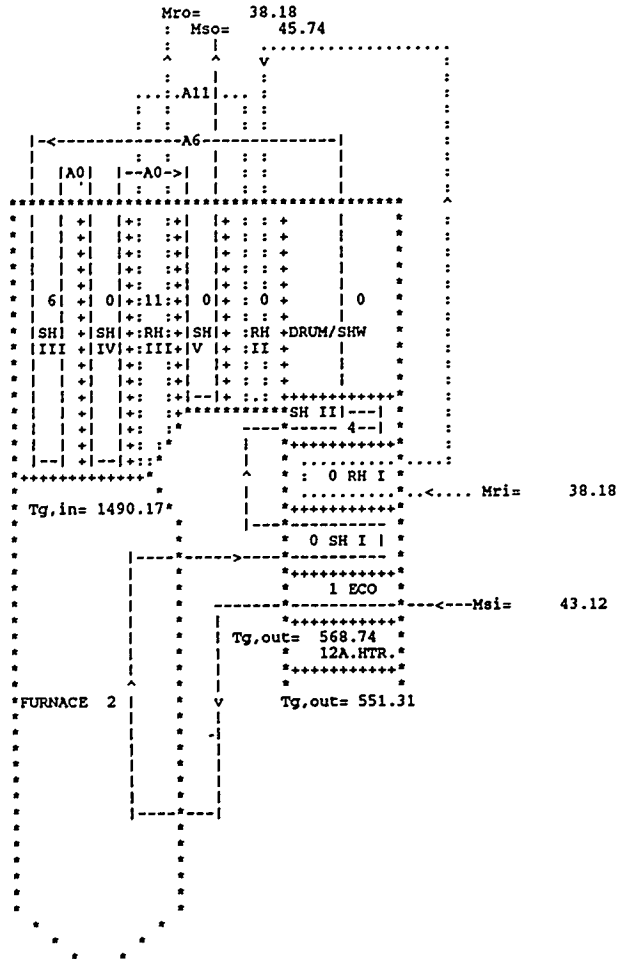 Mro= 38.18
Mso= 45.74
A11
A6
A0 A0
6 0 11 0 0 0
SH SH RH SH RH DRUM/SHW
III IV III V II
SH II
4
0 RH I
Tg,in= 1490.17 Mri= 38.18
0 SH I
1 ECO
Msi= 43.12
Tg,out= 568.74
12A.HTR.
FURNACE 2 Tg,out= 551.31